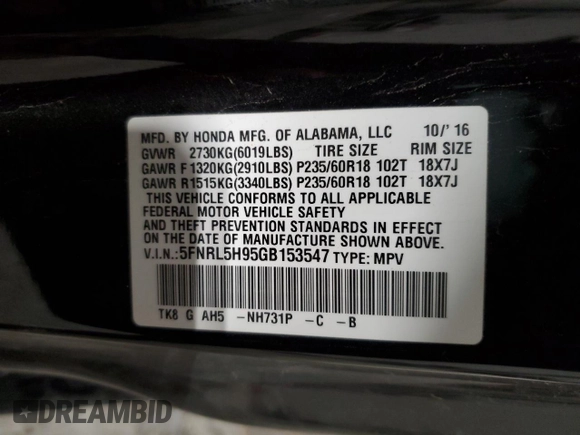 MFD. BY HONDA MFG. OF ALABAMA, LLC 10/'16
GVWR 2730KG(6019LBS) TIRE SIZE RIM SIZE
GAWR F1320KG(2910LBS) P235/60R18 102T 18X7J
GAWR R1515KG(3340LBS) P235/60R18 102T 18X7J
THIS VEHICLE CONFORMS TO ALL APPLICABLE
FEDERAL MOTOR VEHICLE SAFETY
AND THEFT PREVENTION STANDARDS IN EFFECT
ON THE DATE OF MANUFACTURE SHOWN ABOVE.
V.I.N.:5FNRL5H95GB153547 TYPE: MPV
TK8 G AH5 -NH731P -C -B
DREAMBID